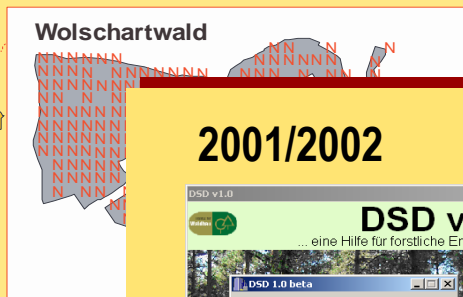 Wolschartwald
2001/2002
DSD v1.0
DSD v
... eine Hilfe für forstliche
DSD 1.0 beta